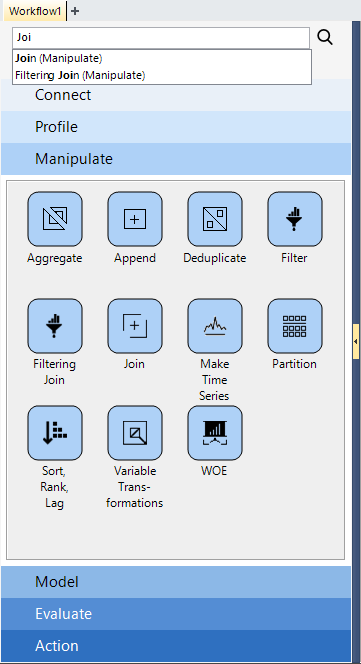 Workflow1 +
Joi
Join (Manipulate)
Filtering Join (Manipulate)
Connect
Profile
Manipulate
Aggregate
Append
Deduplicate
Filter
Filtering
Join
Join
Make
Time
Series
Partition
Sort,
Rank,
Lag
Variable
Trans-
formations
WOE
Model
Evaluate
Action